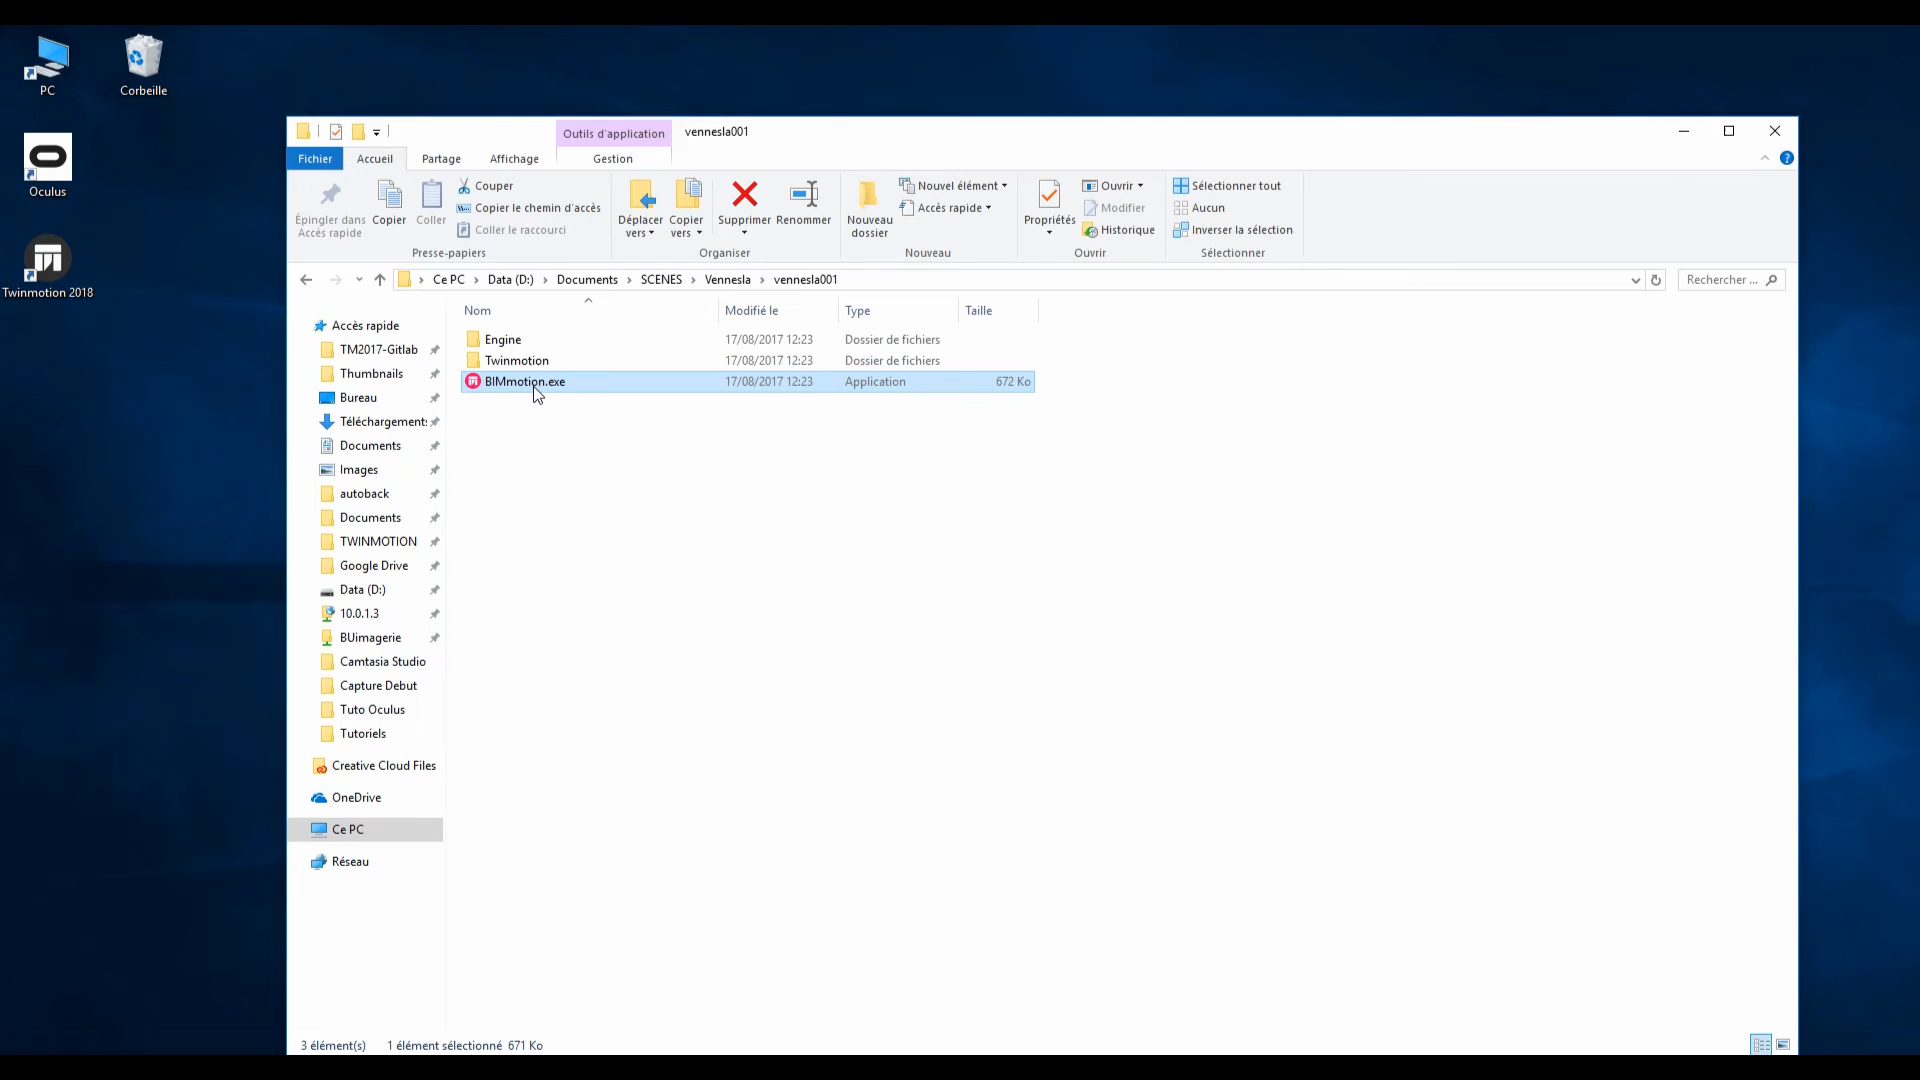 PC
Corbeille
Oculus
Twinmotion 2018
Outils d'application
vennesla001
Fichier
Accueil
Partage
Affichage
Gestion
Épingler dans
Accès rapide
Copier
Coller
Couper
Copier le chemin d'accès
Coller le raccourci
Presse-papiers
Déplacer
vers
Copier
vers
Supprimer
Renommer
Organiser
Nouveau
dossier
Nouvel élément
Accès rapide
Nouveau
Propriétés
Ouvrir
Modifier
Historique
Ouvrir
Sélectionner tout
Aucun
Inverser la sélection
Sélectionner
Ce PC > Data (D:) > Documents > SCENES > Vennesla > vennesla001
Rechercher ...
Nom Modifié le Type Taille
Engine 17/08/2017 12:23 Dossier de fichiers
Twinmotion 17/08/2017 12:23 Dossier de fichiers
BIMmotion.exe 17/08/2017 12:23 Application 672 Ko
Accès rapide
TM2017-Gitlab
Thumbnails
Bureau
Téléchargements
Documents
Images
autoback
Documents
TWINMOTION
Google Drive
Data (D:)
10.0.1.3
BUimagerie
Camtasia Studio
Capture Debut
Tuto Oculus
Tutoriels
Creative Cloud Files
OneDrive
Ce PC
Réseau
3 élément(s) 1 élément sélectionné 671 Ko